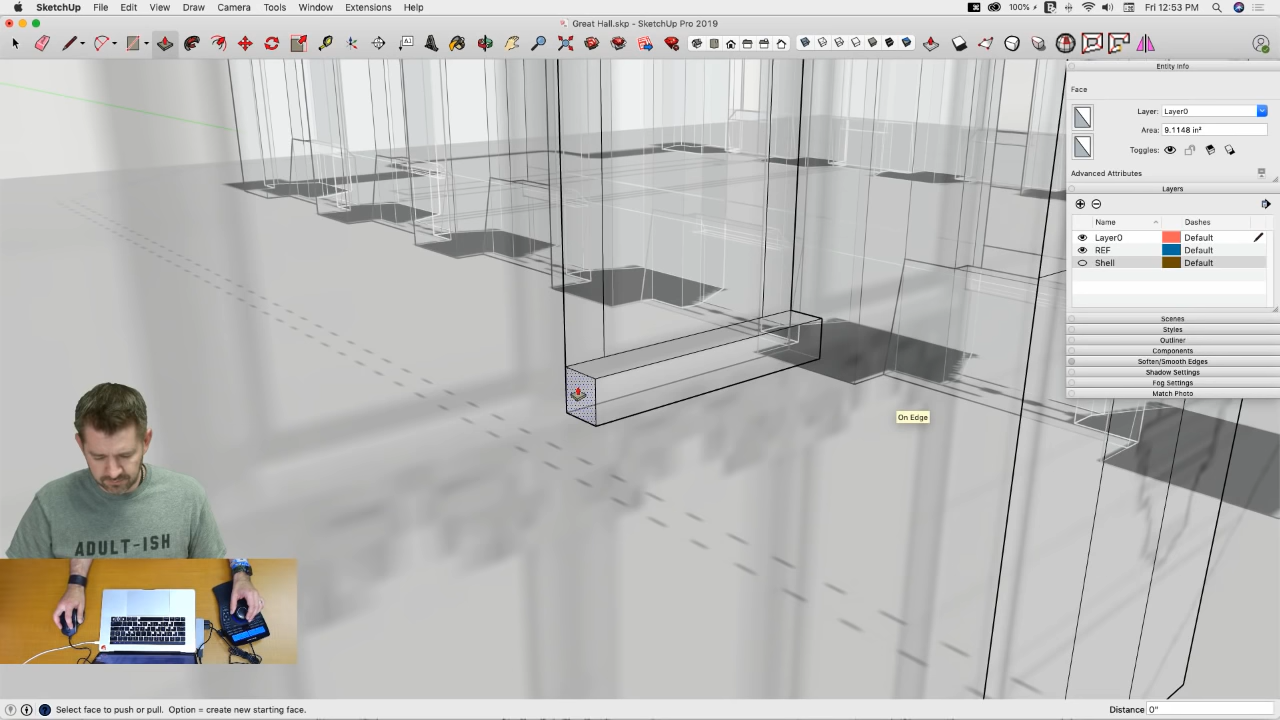 SketchUp File Edit View Draw Camera Tools Window Extensions Help 100% Fri 12:53 PM
Great Hall.skp - SketchUp Pro 2019
Entity Info
Face
Layer: Layer0
Area: 9.1148 in²
Toggles:
Advanced Attributes
Layers
Name Dashes
Layer0 Default
REF Default
Shell Default
Scenes
Styles
Outliner
Components
Soften/Smooth Edges
Shadow Settings
Fog Settings
Match Photo
On Edge
ADULT-ISH
Select face to push or pull. Option = create new starting face. Distance 0"